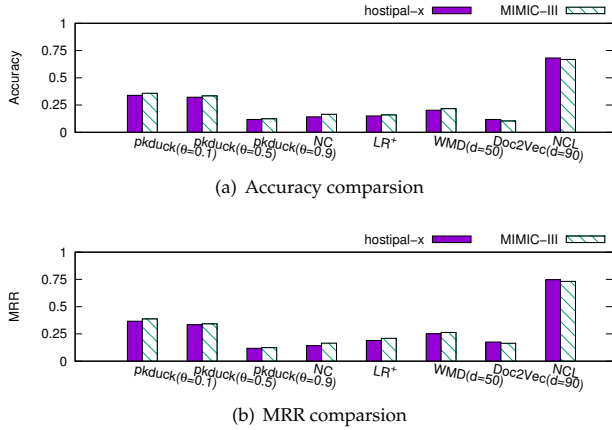 hostipal-x MIMIC-III
1
0.75
0.5
0.25
0
Accuracy
pkduck(θ=0.1) pkduck(θ=0.5) pkduck(θ=0.9) NC LR+ WMD(d=50) Doc2Vec(d=90) NCL
(a) Accuracy comparsion
hostipal-x MIMIC-III
1
0.75
0.5
0.25
0
MRR
pkduck(θ=0.1) pkduck(θ=0.5) pkduck(θ=0.9) NC LR+ WMD(d=50) Doc2Vec(d=90) NCL
(b) MRR comparsion